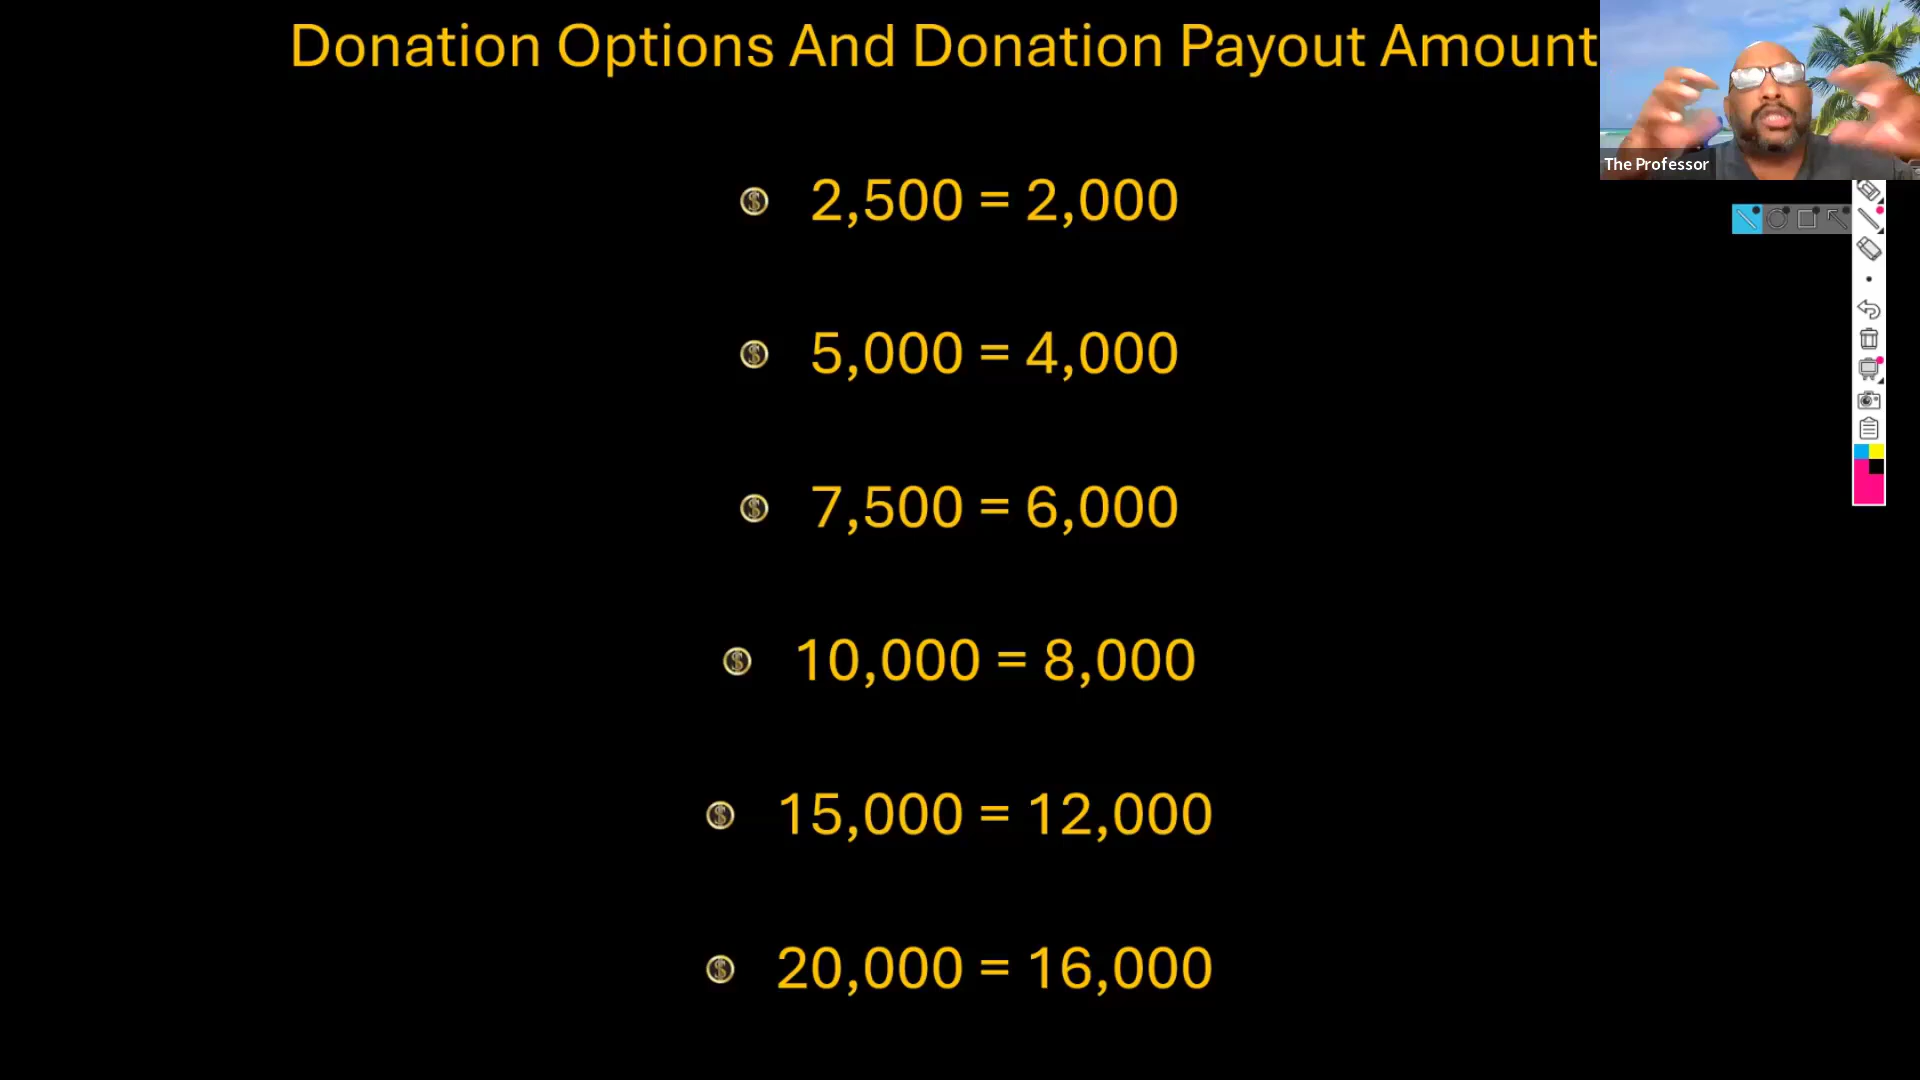 Donation Options And Donation Payout Amount
The Professor
2,500 = 2,000
5,000 = 4,000
7,500 = 6,000
10,000 = 8,000
15,000 = 12,000
20,000 = 16,000